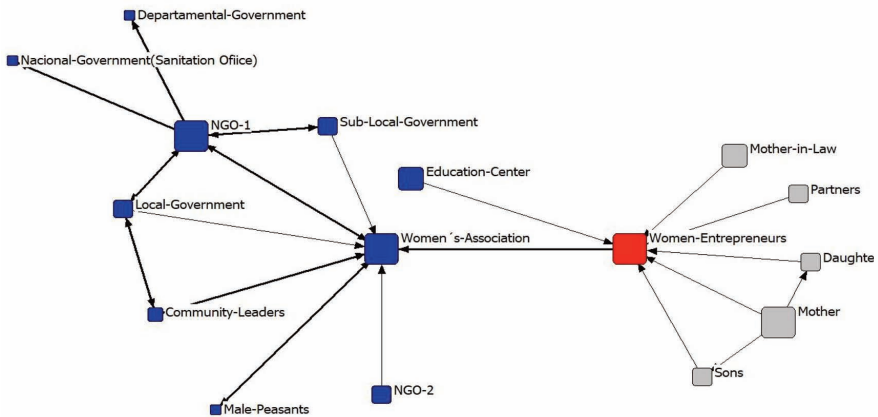 Departamental-Government
Nacional-Government(Sanitation Ofiice)
NGO-1
Sub-Local-Government
Mother-in-Law
Education-Center
Partners
Local-Government
Women´s-Association
Women-Entrepreneurs
Daughte
Community-Leaders
Mother
Sons
NGO-2
Male-Peasants